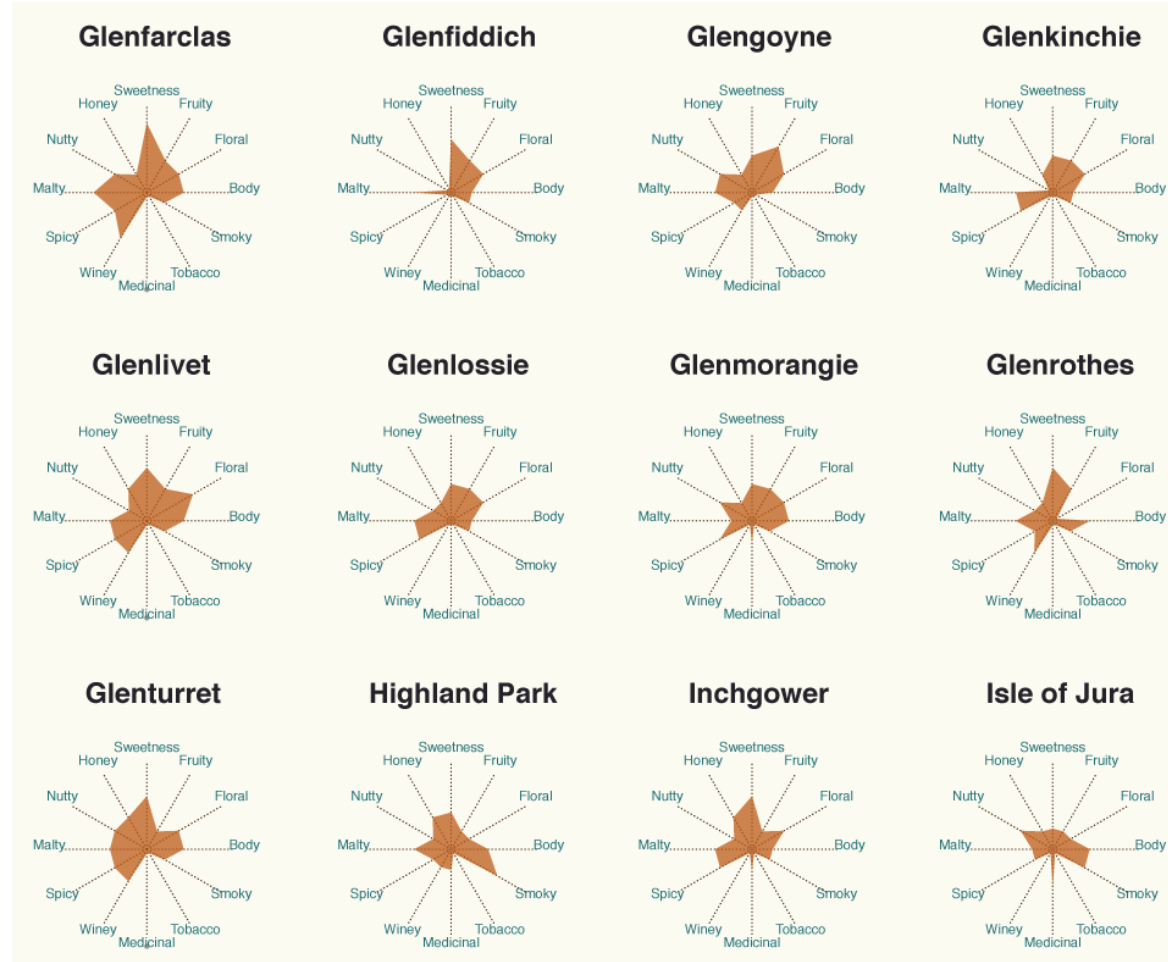 Glenfarclas Glenfiddich Glengoyne Glenkinchie
Sweetness Sweetness Sweetness Sweetness
Honey Fruity Honey Fruity Honey Fruity Honey Fruity
Nutty Floral Nutty Floral Nutty Floral Nutty Floral
Malty Body Malty Body Malty Body Malty Body
Spicy Smoky Spicy Smoky Spicy Smoky Spicy Smoky
Winey Tobacco Winey Tobacco Winey Tobacco Winey Tobacco
Medicinal Medicinal Medicinal Medicinal
Glenlivet Glenlossie Glenmorangie Glenrothes
Sweetness Sweetness Sweetness Sweetness
Honey Fruity Honey Fruity Honey Fruity Honey Fruity
Nutty Floral Nutty Floral Nutty Floral Nutty Floral
Malty Body Malty Body Malty Body Malty Body
Spicy Smoky Spicy Smoky Spicy Smoky Spicy Smoky
Winey Tobacco Winey Tobacco Winey Tobacco Winey Tobacco
Medicinal Medicinal Medicinal Medicinal
Glenturret Highland Park Inchgower Isle of Jura
Sweetness Sweetness Sweetness Sweetness
Honey Fruity Honey Fruity Honey Fruity Honey Fruity
Nutty Floral Nutty Floral Nutty Floral Nutty Floral
Malty Body Malty Body Malty Body Malty Body
Spicy Smoky Spicy Smoky Spicy Smoky Spicy Smoky
Winey Tobacco Winey Tobacco Winey Tobacco Winey Tobacco
Medicinal Medicinal Medicinal Medicinal